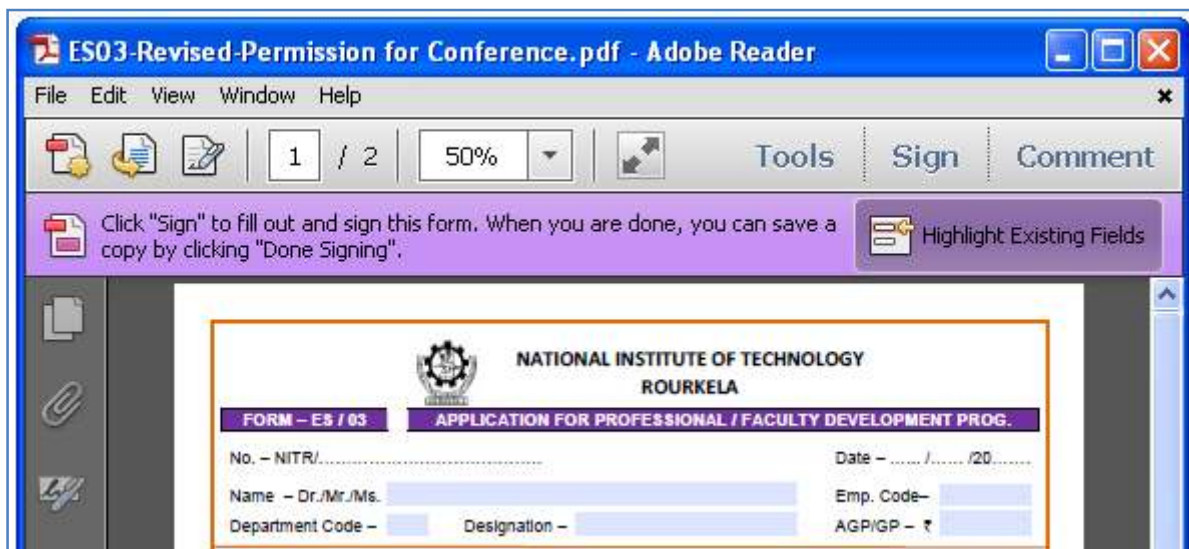 ES03-Revised-Permission for Conference.pdf - Adobe Reader
File Edit View Window Help
1 / 2 50% Tools Sign Comment
Click "Sign" to fill out and sign this form. When you are done, you can save a
copy by clicking "Done Signing".
Highlight Existing Fields
NATIONAL INSTITUTE OF TECHNOLOGY
ROURKELA
FORM – ES / 03 APPLICATION FOR PROFESSIONAL / FACULTY DEVELOPMENT PROG.
No. – NITR/............................................. Date – ...... /...... /20........
Name – Dr./Mr./Ms. Emp. Code–
Department Code – Designation – AGP/GP – ₹